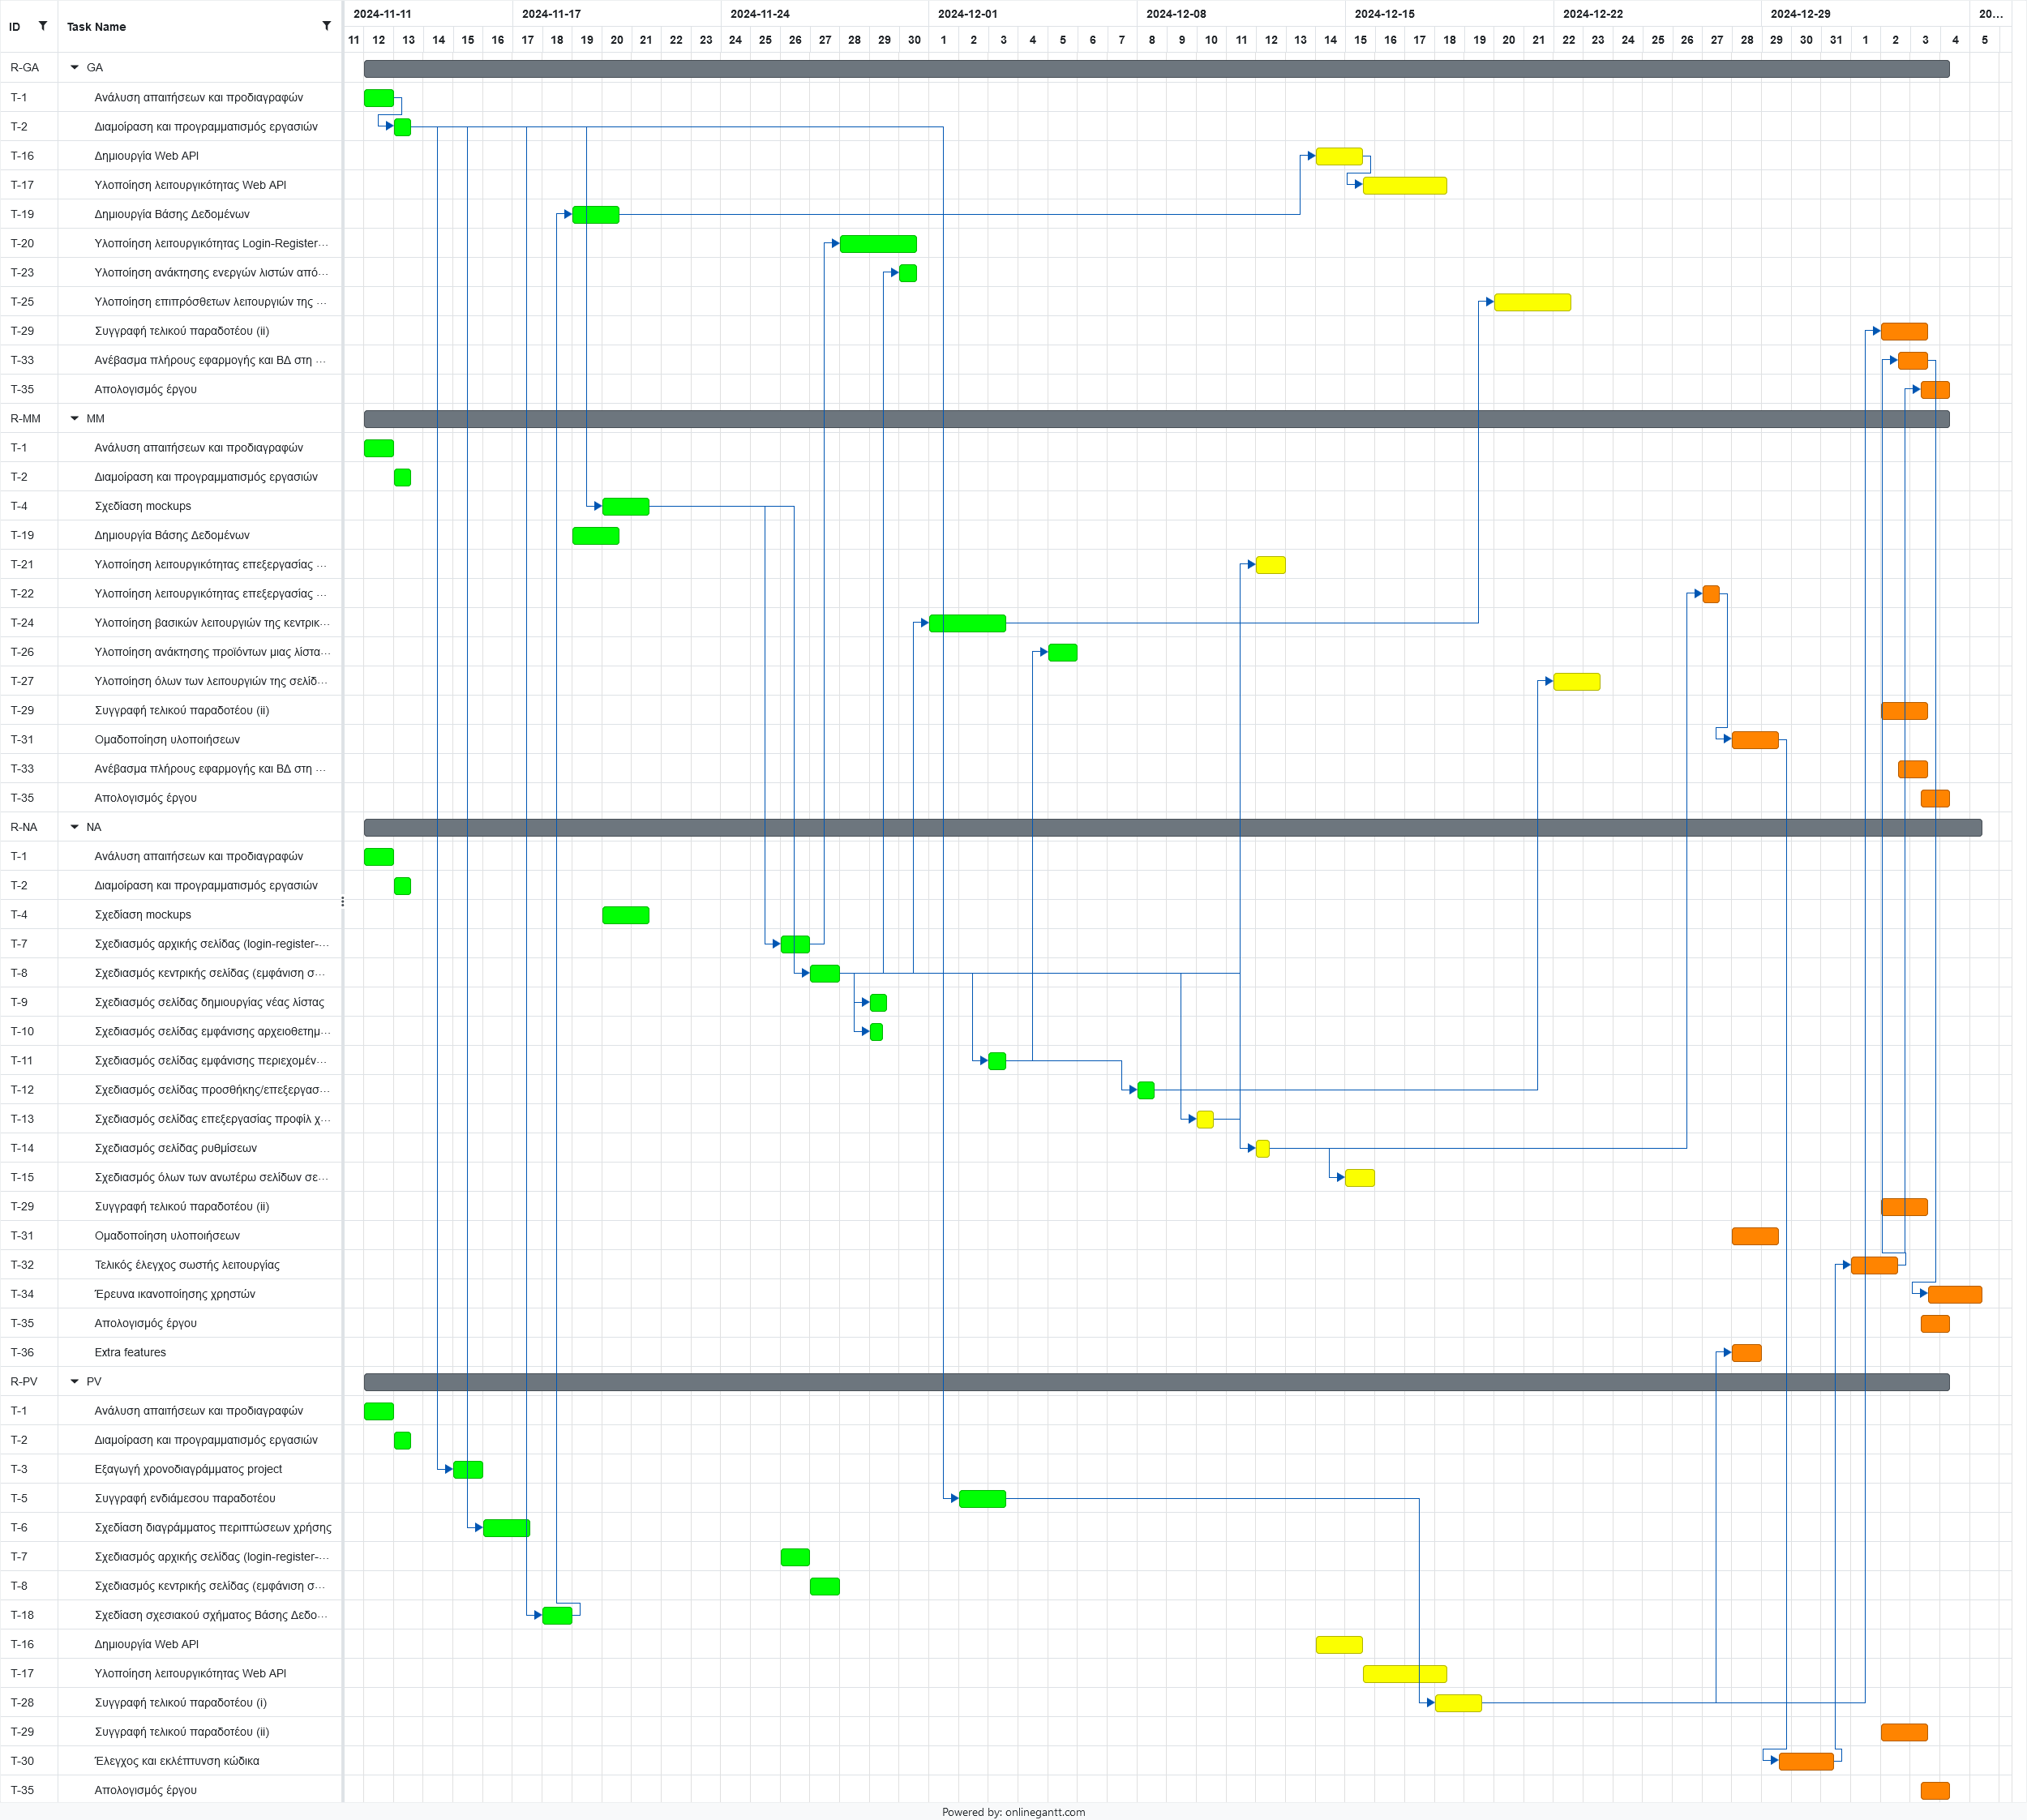 ID Task Name 2024-11-11 2024-11-17 2024-11-24 2024-12-01 2024-12-08 2024-12-15 2024-12-22 2024-12-29 20...
11 12 13 14 15 16 17 18 19 20 21 22 23 24 25 26 27 28 29 30 1 2 3 4 5 6 7 8 9 10 11 12 13 14 15 16 17 18 19 20 21 22 23 24 25 26 27 28 29 30 31 1 2 3 4 5
R-GA GA
T-1 Ανάλυση απαιτήσεων και προδιαγραφών
T-2 Διαμοίραση και προγραμματισμός εργασιών
T-16 Δημιουργία Web API
T-17 Υλοποίηση λειτουργικότητας Web API
T-19 Δημιουργία Βάσης Δεδομένων
T-20 Υλοποίηση λειτουργικότητας Login-Register...
T-23 Υλοποίηση ανάκτησης ενεργών λιστών από...
T-25 Υλοποίηση επιπρόσθετων λειτουργιών της ...
T-29 Συγγραφή τελικού παραδοτέου (ii)
T-33 Ανέβασμα πλήρους εφαρμογής και ΒΔ στη ...
T-35 Απολογισμός έργου
R-MM MM
T-1 Ανάλυση απαιτήσεων και προδιαγραφών
T-2 Διαμοίραση και προγραμματισμός εργασιών
T-4 Σχεδίαση mockups
T-19 Δημιουργία Βάσης Δεδομένων
T-21 Υλοποίηση λειτουργικότητας επεξεργασίας ...
T-22 Υλοποίηση λειτουργικότητας επεξεργασίας ...
T-24 Υλοποίηση βασικών λειτουργιών της κεντρικ...
T-26 Υλοποίηση ανάκτησης προϊόντων μιας λίστα...
T-27 Υλοποίηση όλων των λειτουργιών της σελίδ...
T-29 Συγγραφή τελικού παραδοτέου (ii)
T-31 Ομαδοποίηση υλοποιήσεων
T-33 Ανέβασμα πλήρους εφαρμογής και ΒΔ στη ...
T-35 Απολογισμός έργου
R-NA NA
T-1 Ανάλυση απαιτήσεων και προδιαγραφών
T-2 Διαμοίραση και προγραμματισμός εργασιών
T-4 Σχεδίαση mockups
T-7 Σχεδιασμός αρχικής σελίδας (login-register-...
T-8 Σχεδιασμός κεντρικής σελίδας (εμφάνιση σ...
T-9 Σχεδιασμός σελίδας δημιουργίας νέας λίστας
T-10 Σχεδιασμός σελίδας εμφάνισης αρχειοθετημ...
T-11 Σχεδιασμός σελίδας εμφάνισης περιεχομέν...
T-12 Σχεδιασμός σελίδας προσθήκης/επεξεργασ...
T-13 Σχεδιασμός σελίδας επεξεργασίας προφίλ χ...
T-14 Σχεδιασμός σελίδας ρυθμίσεων
T-15 Σχεδιασμός όλων των ανωτέρω σελίδων σε...
T-29 Συγγραφή τελικού παραδοτέου (ii)
T-31 Ομαδοποίηση υλοποιήσεων
T-32 Τελικός έλεγχος σωστής λειτουργίας
T-34 Έρευνα ικανοποίησης χρηστών
T-35 Απολογισμός έργου
T-36 Extra features
R-PV PV
T-1 Ανάλυση απαιτήσεων και προδιαγραφών
T-2 Διαμοίραση και προγραμματισμός εργασιών
T-3 Εξαγωγή χρονοδιαγράμματος project
T-5 Συγγραφή ενδιάμεσου παραδοτέου
T-6 Σχεδίαση διαγράμματος περιπτώσεων χρήσης
T-7 Σχεδιασμός αρχικής σελίδας (login-register-...
T-8 Σχεδιασμός κεντρικής σελίδας (εμφάνιση σ...
T-18 Σχεδίαση σχεσιακού σχήματος Βάσης Δεδο...
T-16 Δημιουργία Web API
T-17 Υλοποίηση λειτουργικότητας Web API
T-28 Συγγραφή τελικού παραδοτέου (i)
T-29 Συγγραφή τελικού παραδοτέου (ii)
T-30 Έλεγχος και εκλέπτυνση κώδικα
T-35 Απολογισμός έργου
Powered by: onlinegantt.com